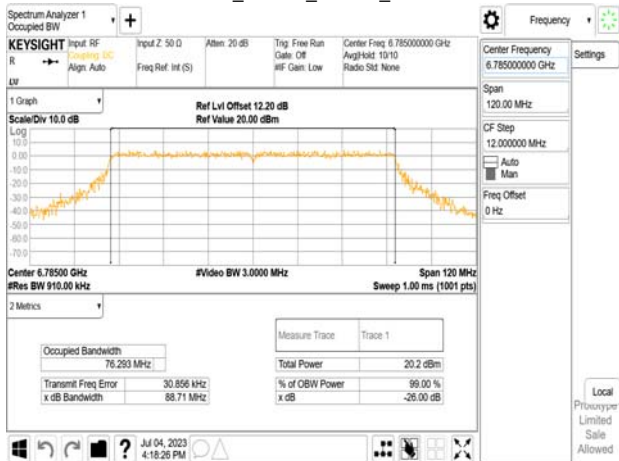 Spectrum Analyzer 1
Occupied BW
+
Frequency
KEYSIGHT
R
Input: RF
Coupling: DC
Align: Auto
Input Z: 50 Ω
Freq Ref: Int (S)
Atten: 20 dB
Trig: Free Run
Gate: Off
#IF Gain: Low
Center Freq: 6.785000000 GHz
Avg|Hold: 10/10
Radio Std: None
LXI
1 Graph
Scale/Div 10.0 dB
Ref Lvl Offset 12.20 dB
Ref Value 20.00 dBm
Log
10.0
0.00
-10.0
-20.0
-30.0
-40.0
-50.0
-60.0
-70.0
Center 6.78500 GHz
#Res BW 910.00 kHz
#Video BW 3.0000 MHz
Span 120 MHz
Sweep 1.00 ms (1001 pts)
2 Metrics
Measure Trace Trace 1
Occupied Bandwidth
76.293 MHz
Total Power 20.2 dBm
Transmit Freq Error 30.856 kHz
% of OBW Power 99.00 %
x dB Bandwidth 88.71 MHz
x dB -26.00 dB
Jul 04, 2023
4:18:26 PM
?
Center Frequency
6.785000000 GHz
Settings
Span
120.00 MHz
CF Step
12.000000 MHz
Auto
Man
Freq Offset
0 Hz
Local
Prototype
Limited
Sale
Allowed